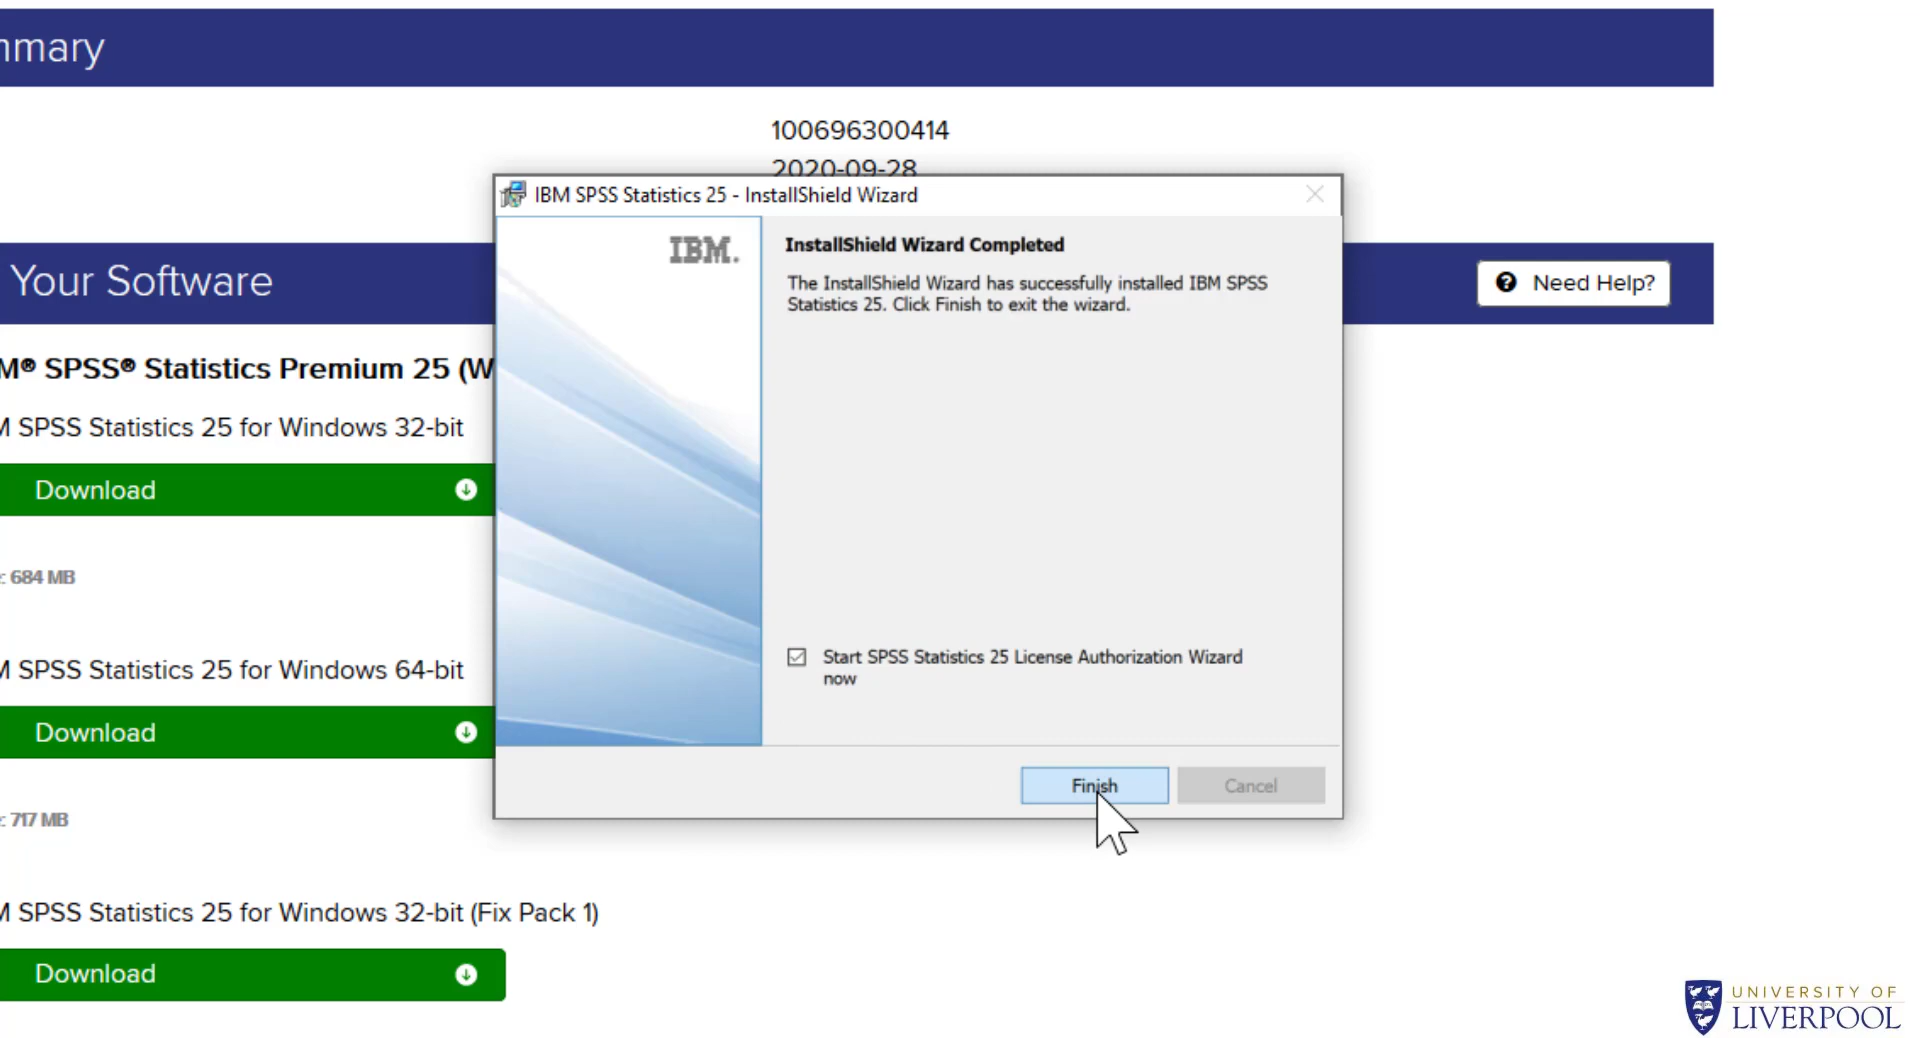 mmary
100696300414
2020-09-28
IBM SPSS Statistics 25 - InstallShield Wizard
IBM.
InstallShield Wizard Completed
The InstallShield Wizard has successfully installed IBM SPSS
Statistics 25. Click Finish to exit the wizard.
Start SPSS Statistics 25 License Authorization Wizard
now
Finish
Cancel
Your Software
Need Help?
M® SPSS® Statistics Premium 25 (W
M SPSS Statistics 25 for Windows 32-bit
Download
: 684 MB
M SPSS Statistics 25 for Windows 64-bit
Download
: 717 MB
M SPSS Statistics 25 for Windows 32-bit (Fix Pack 1)
Download
UNIVERSITY OF
LIVERPOOL